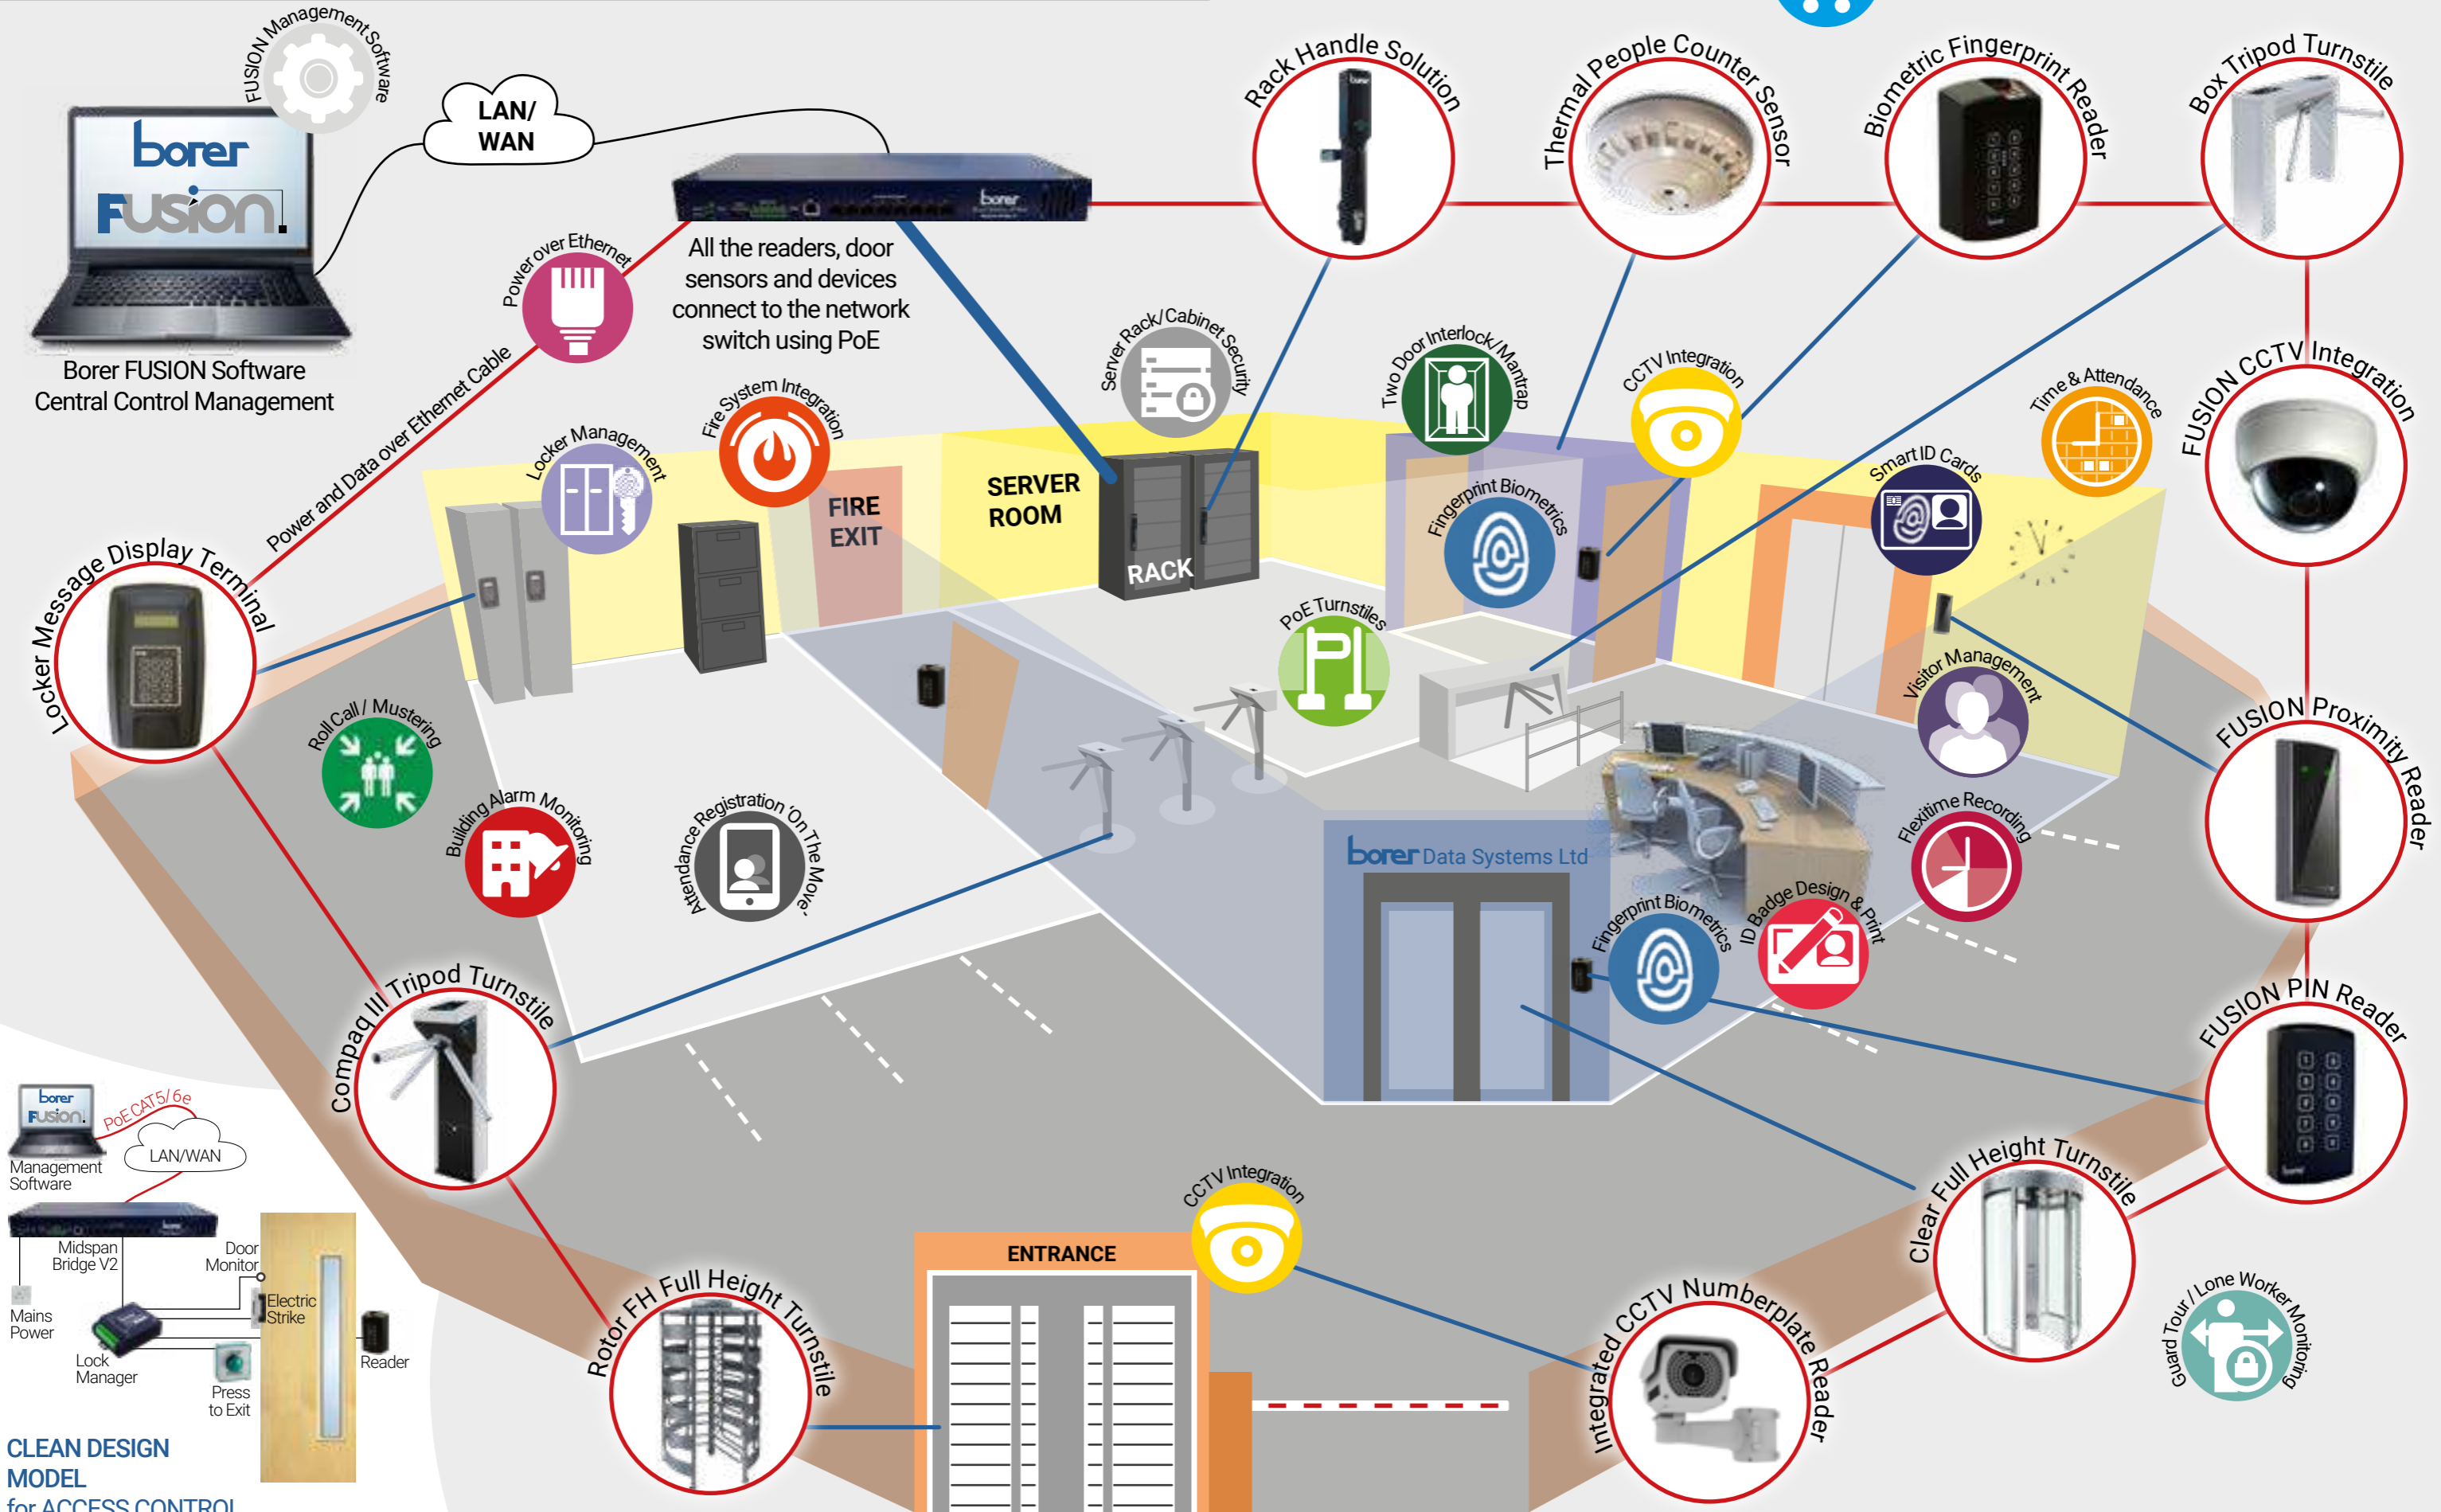 FUSION Management Software
borer
FUSION.
Borer FUSION Software
Central Control Management
LAN/
WAN
borer
All the readers, door
sensors and devices
connect to the network
switch using PoE
Power over Ethernet
Power and Data over Ethernet Cable
Rack Handle Solution
Thermal People Counter Sensor
Biometric Fingerprint Reader
Box Tripod Turnstile
FUSION CCTV Integration
FUSION Proximity Reader
FUSION PIN Reader
Clear Full Height Turnstile
Integrated CCTV Numberplate Reader
Rotor FH Full Height Turnstile
Compaq III Tripod Turnstile
Locker Message Display Terminal
Locker Management
Fire System Integration
Server Rack/Cabinet Security
Two Door Interlock/Mantrap
CCTV Integration
Time & Attendance
Smart ID Cards
Fingerprint Biometrics
FIRE
EXIT
SERVER
ROOM
RACK
PoE Turnstiles
Visitor Management
Roll Call / Mustering
Building Alarm Monitoring
Attendance Registration 'On The Move'
Flexitime Recording
borer Data Systems Ltd
Fingerprint Biometrics
ID Badge Design & Print
CCTV Integration
ENTRANCE
Guard Tour / Lone Worker Monitoring
borer
FUSION.
PoE CAT 5/6e
LAN/WAN
Management
Software
borer
Midspan
Bridge V2
Door
Monitor
Electric
Strike
Mains
Power
Lock
Manager
Press
to Exit
Reader
CLEAN DESIGN
MODEL
for ACCESS CONTROL